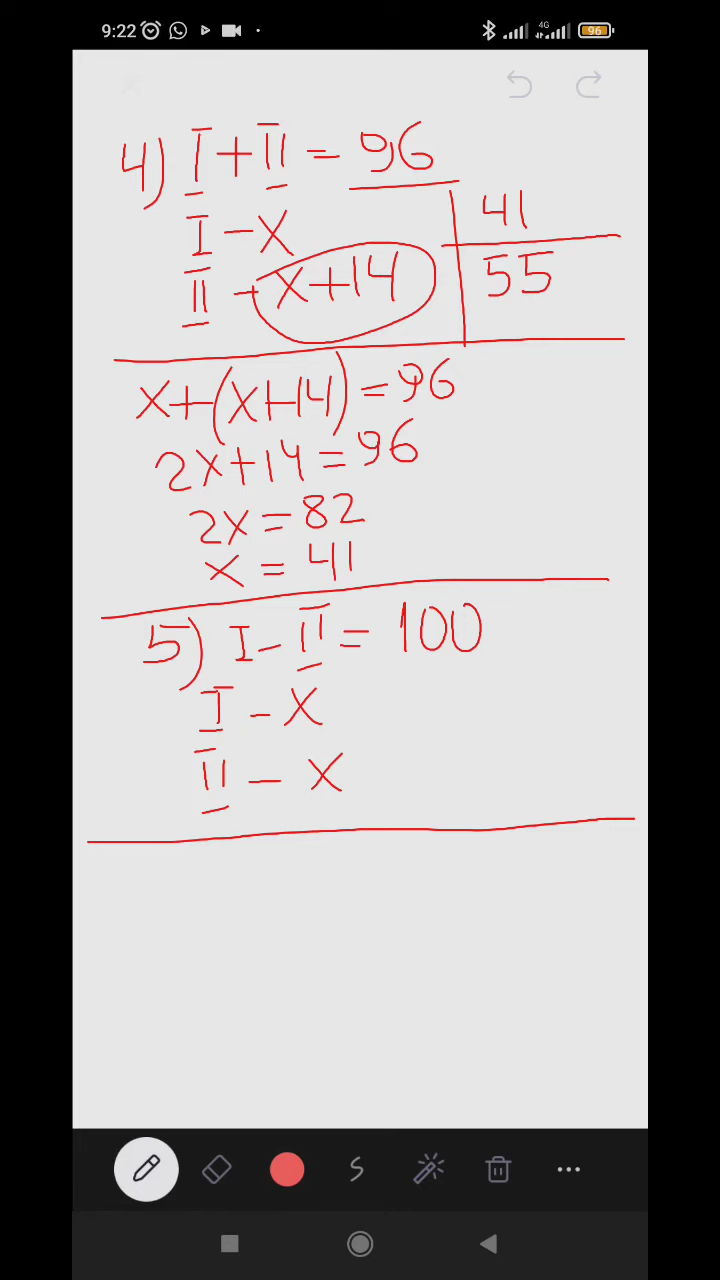 9:22
4G
96
4) I + II = 96
I - x
41
II - x + 14
55
x + (x + 14) = 96
2x + 14 = 96
2x = 82
x = 41
5) I - II = 100
I - x
II - x